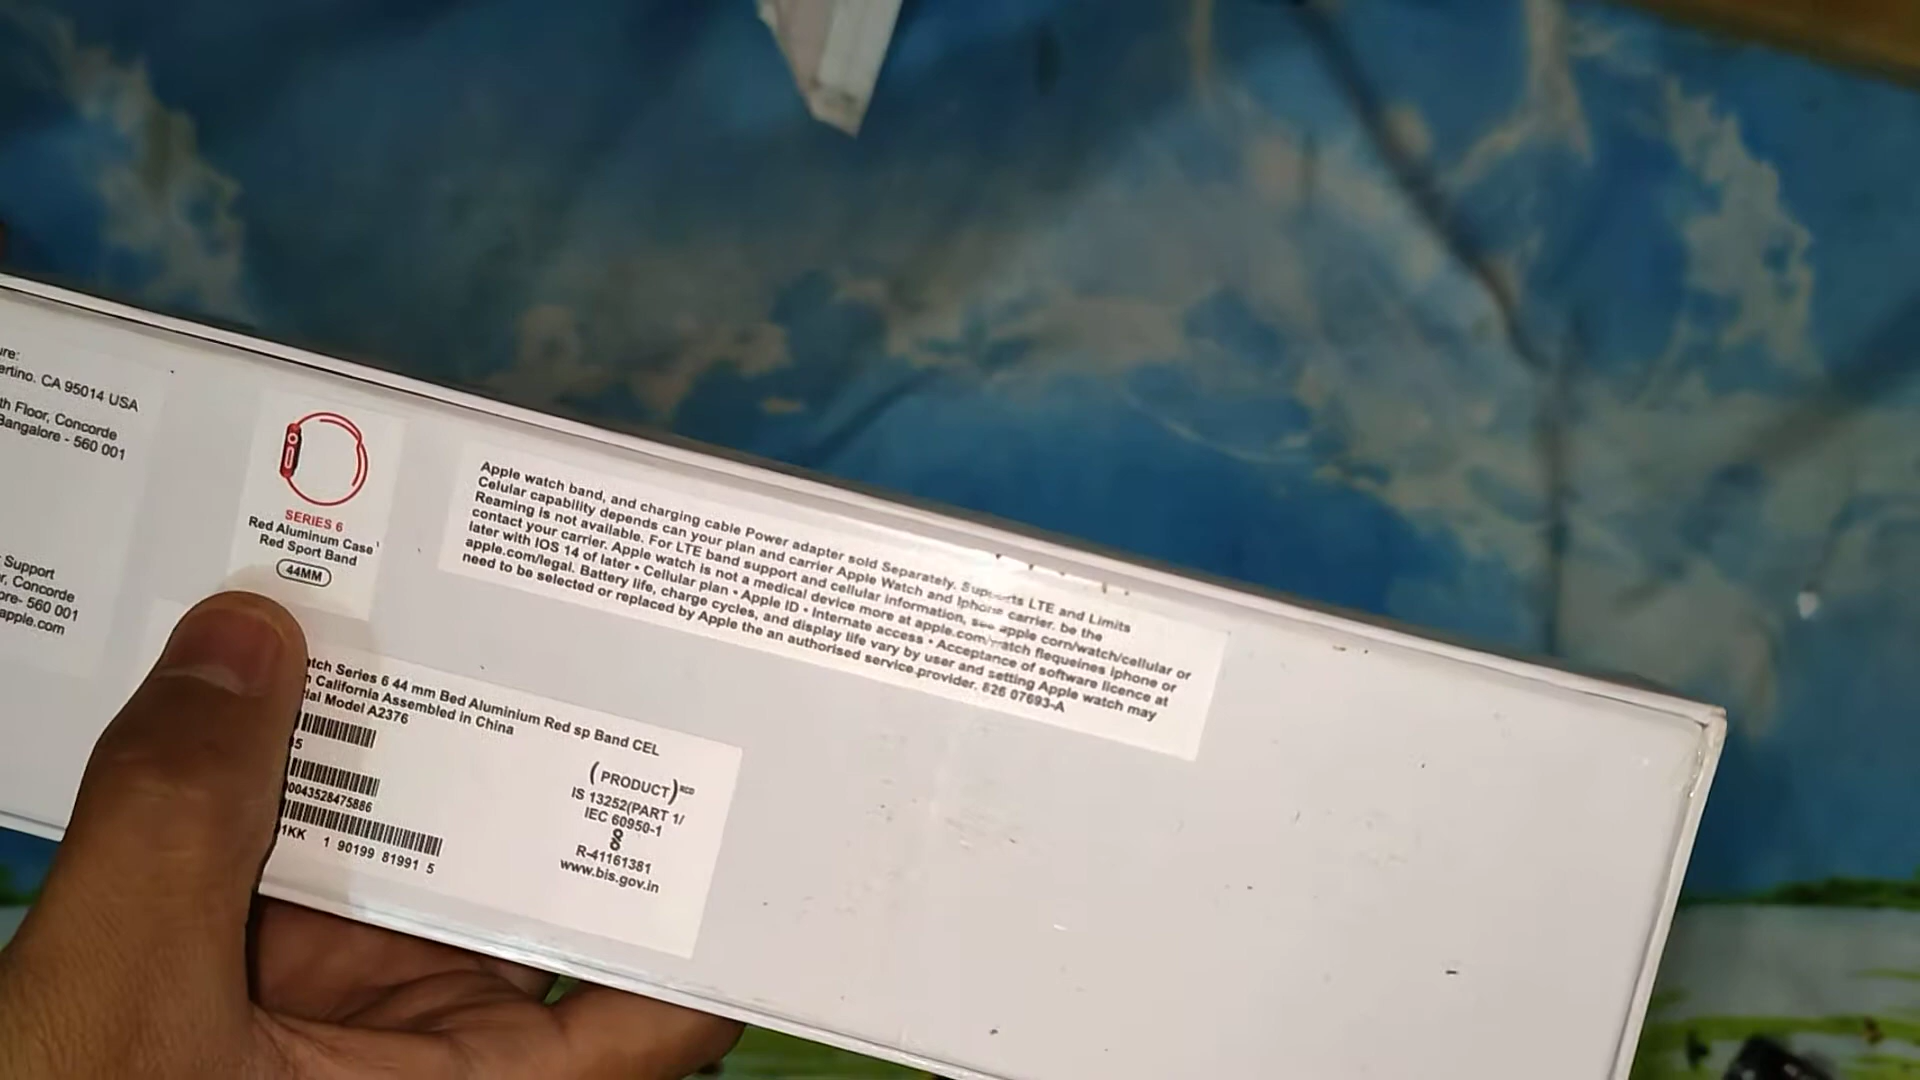 ure:
ertino. CA 95014 USA
th Floor, Concorde
Bangalore - 560 001
Support
r, Concorde
ore- 560 001
apple.com
SERIES 6
Red Aluminum Case¹
Red Sport Band
44MM
Apple watch band, and charging cable Power adapter sold Separately. Supports LTE and Limits
Celular capability depends can your plan and carrier Apple Watch and Iphone carrier. be the
Reaming is not available. For LTE band support and cellular information, see apple corn/watch/cellular or
contact your carrier. Apple watch is not a medical device more at apple.com/watch flequeines iphone or
later with IOS 14 of later • Cellular plan • Apple ID • Internate access • Acceptance of software licence at
apple.com/legal. Battery life, charge cycles, and display life vary by user and setting Apple watch may
need to be selected or replaced by Apple the an authorised service.provider. 826 07693-A
atch Series 6 44 mm Bed Aluminium Red sp Band CEL
n California Assembled in China
ial Model A2376
5
0043528475886
1KK 1 90199 81991 5
(PRODUCT)RED
IS 13252(PART 1/
IEC 60950-1
R-41161381
www.bis.gov.in